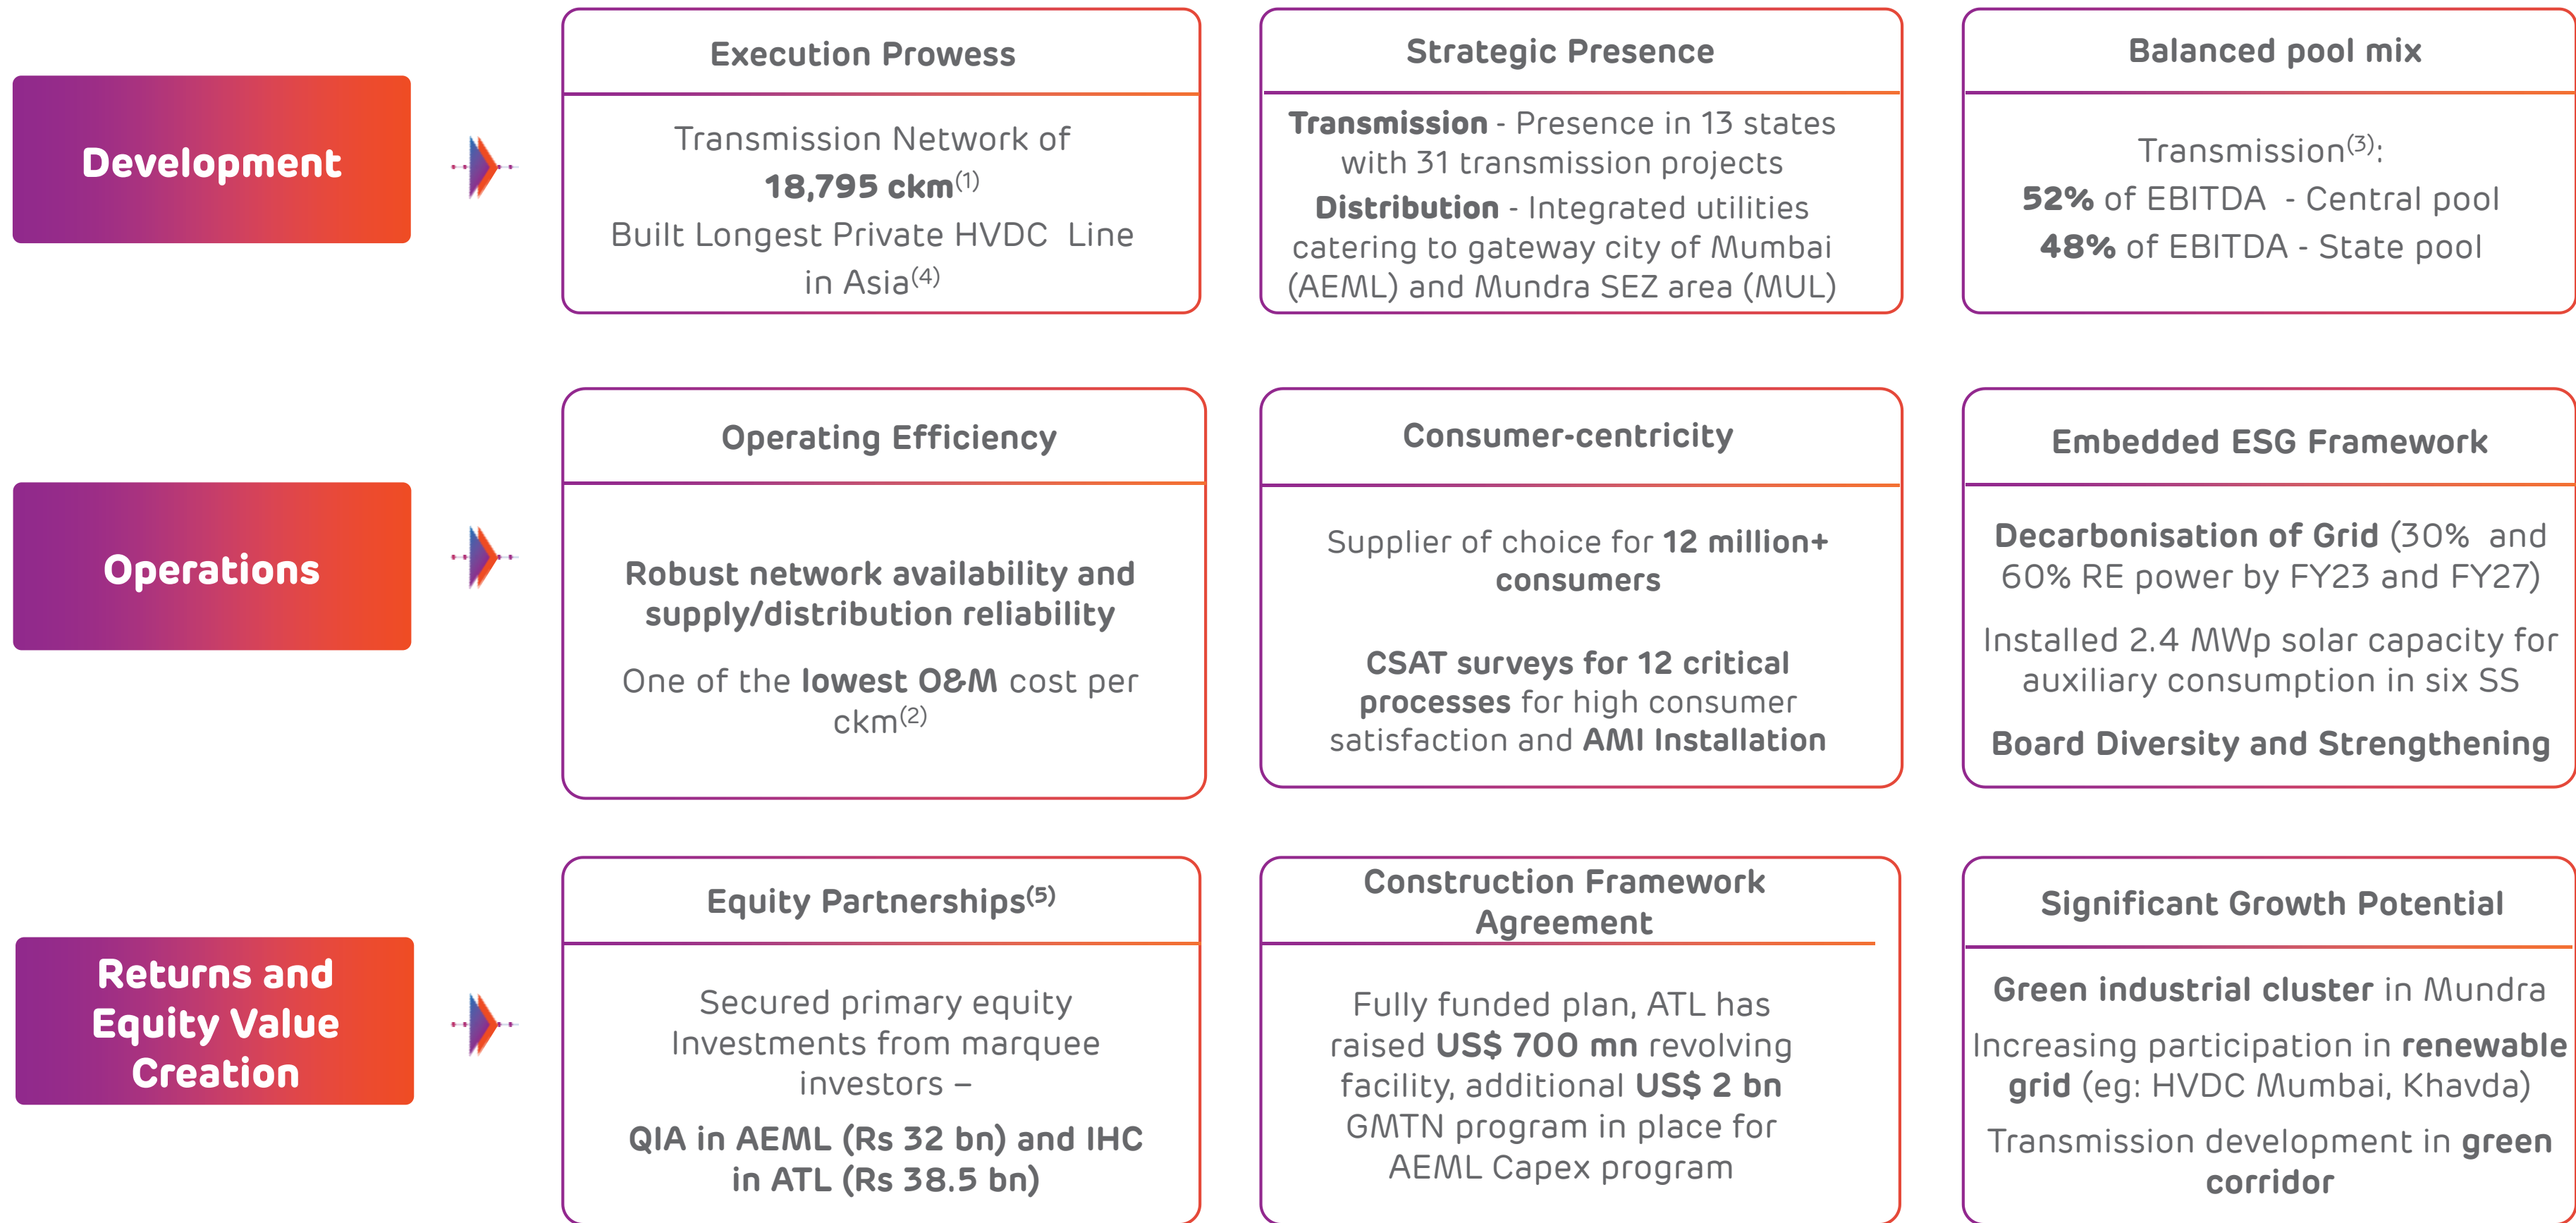 Development
Execution Prowess
Transmission Network of
18,795 ckm(1)
Built Longest Private HVDC Line
in Asia(4)
Strategic Presence
Transmission - Presence in 13 states
with 31 transmission projects
Distribution - Integrated utilities
catering to gateway city of Mumbai
(AEML) and Mundra SEZ area (MUL)
Balanced pool mix
Transmission(3):
52% of EBITDA - Central pool
48% of EBITDA - State pool
Operations
Operating Efficiency
Robust network availability and
supply/distribution reliability
One of the lowest O&M cost per
ckm(2)
Consumer-centricity
Supplier of choice for 12 million+
consumers
CSAT surveys for 12 critical
processes for high consumer
satisfaction and AMI Installation
Embedded ESG Framework
Decarbonisation of Grid (30% and
60% RE power by FY23 and FY27)
Installed 2.4 MWp solar capacity for
auxiliary consumption in six SS
Board Diversity and Strengthening
Returns and
Equity Value
Creation
Equity Partnerships(5)
Secured primary equity
Investments from marquee
investors –
QIA in AEML (Rs 32 bn) and IHC
in ATL (Rs 38.5 bn)
Construction Framework
Agreement
Fully funded plan, ATL has
raised US$ 700 mn revolving
facility, additional US$ 2 bn
GMTN program in place for
AEML Capex program
Significant Growth Potential
Green industrial cluster in Mundra
Increasing participation in renewable
grid (eg: HVDC Mumbai, Khavda)
Transmission development in green
corridor